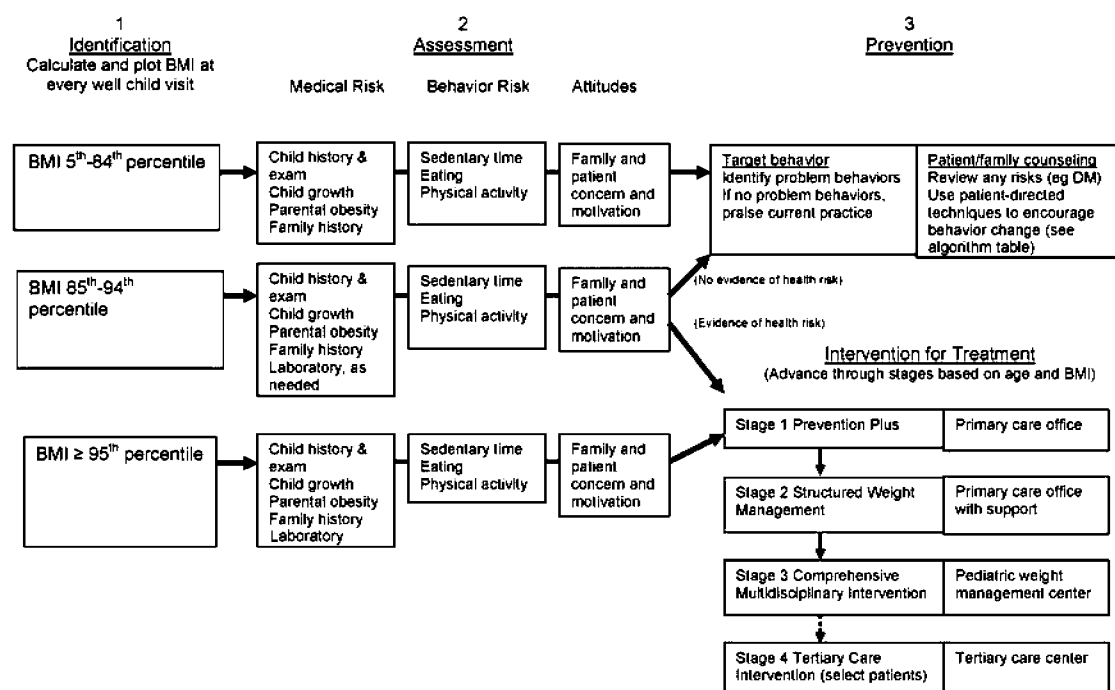 1
Identification
Calculate and plot BMI at
every well child visit
2
Assessment
Medical Risk
Behavior Risk
Attitudes
3
Prevention
BMI 5th-84th percentile
Child history &
exam
Child growth
Parental obesity
Family history
Sedentary time
Eating
Physical activity
Family and
patient
concern and
motivation
Target behavior
Identify problem behaviors
If no problem behaviors,
praise current practice
Patient/family counseling
Review any risks (eg DM)
Use patient-directed
techniques to encourage
behavior change (see
algorithm table)
BMI 85th-94th
percentile
Child history &
exam
Child growth
Parental obesity
Family history
Laboratory, as
needed
Sedentary time
Eating
Physical activity
Family and
patient
concern and
motivation
(No evidence of health risk)
(Evidence of health risk)
Intervention for Treatment
(Advance through stages based on age and BMI)
BMI ≥ 95th percentile
Child history &
exam
Child growth
Parental obesity
Family history
Laboratory
Sedentary time
Eating
Physical activity
Family and
patient
concern and
motivation
Stage 1 Prevention Plus
Primary care office
Stage 2 Structured Weight
Management
Primary care office
with support
Stage 3 Comprehensive
Multidisciplinary Intervention
Pediatric weight
management center
Stage 4 Tertiary Care
Intervention (select patients)
Tertiary care center